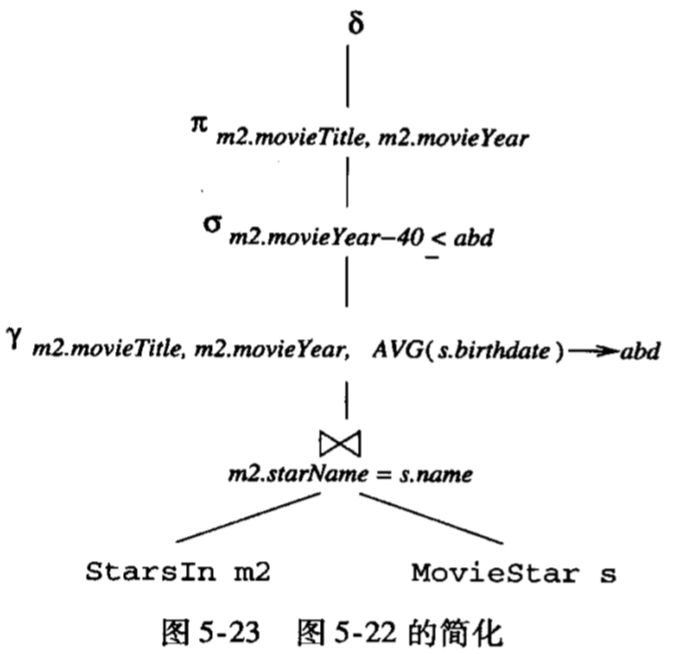 δ
π m2.movieTitle, m2.movieYear
σ m2.movieYear−40 ≤ abd
γ m2.movieTitle, m2.movieYear, AVG(s.birthdate)→abd
⋈
m2.starName = s.name
StarsIn m2 MovieStar s
图 5-23 图 5-22 的简化